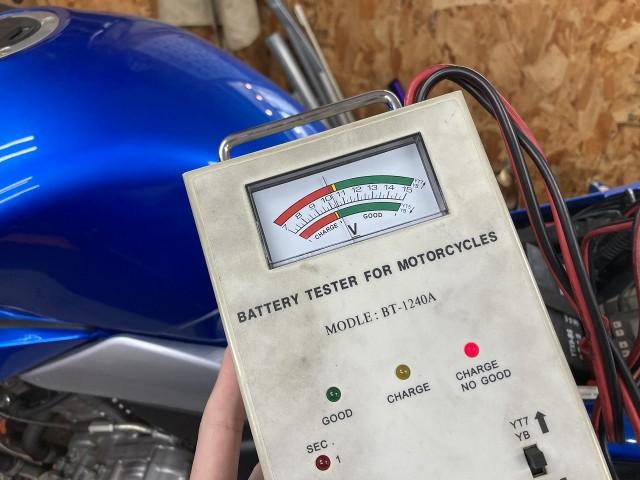 7 8 9 10 11 12 13 14 15
CHARGE GOOD
V
BATTERY TESTER FOR MOTORCYCLES
MODLE : BT-1240A
GOOD
CHARGE
CHARGE
NO GOOD
SEC .
1
YT7
YB